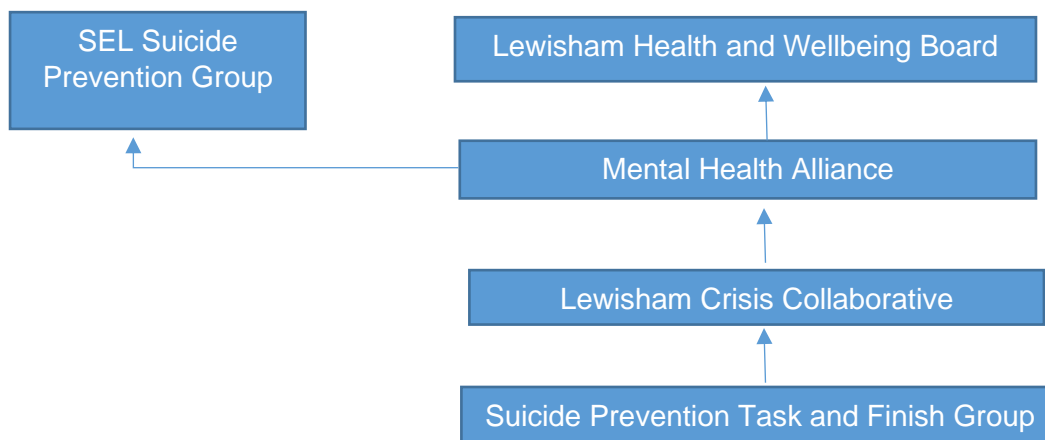 SEL Suicide
Prevention Group
Lewisham Health and Wellbeing Board
Mental Health Alliance
Lewisham Crisis Collaborative
Suicide Prevention Task and Finish Group